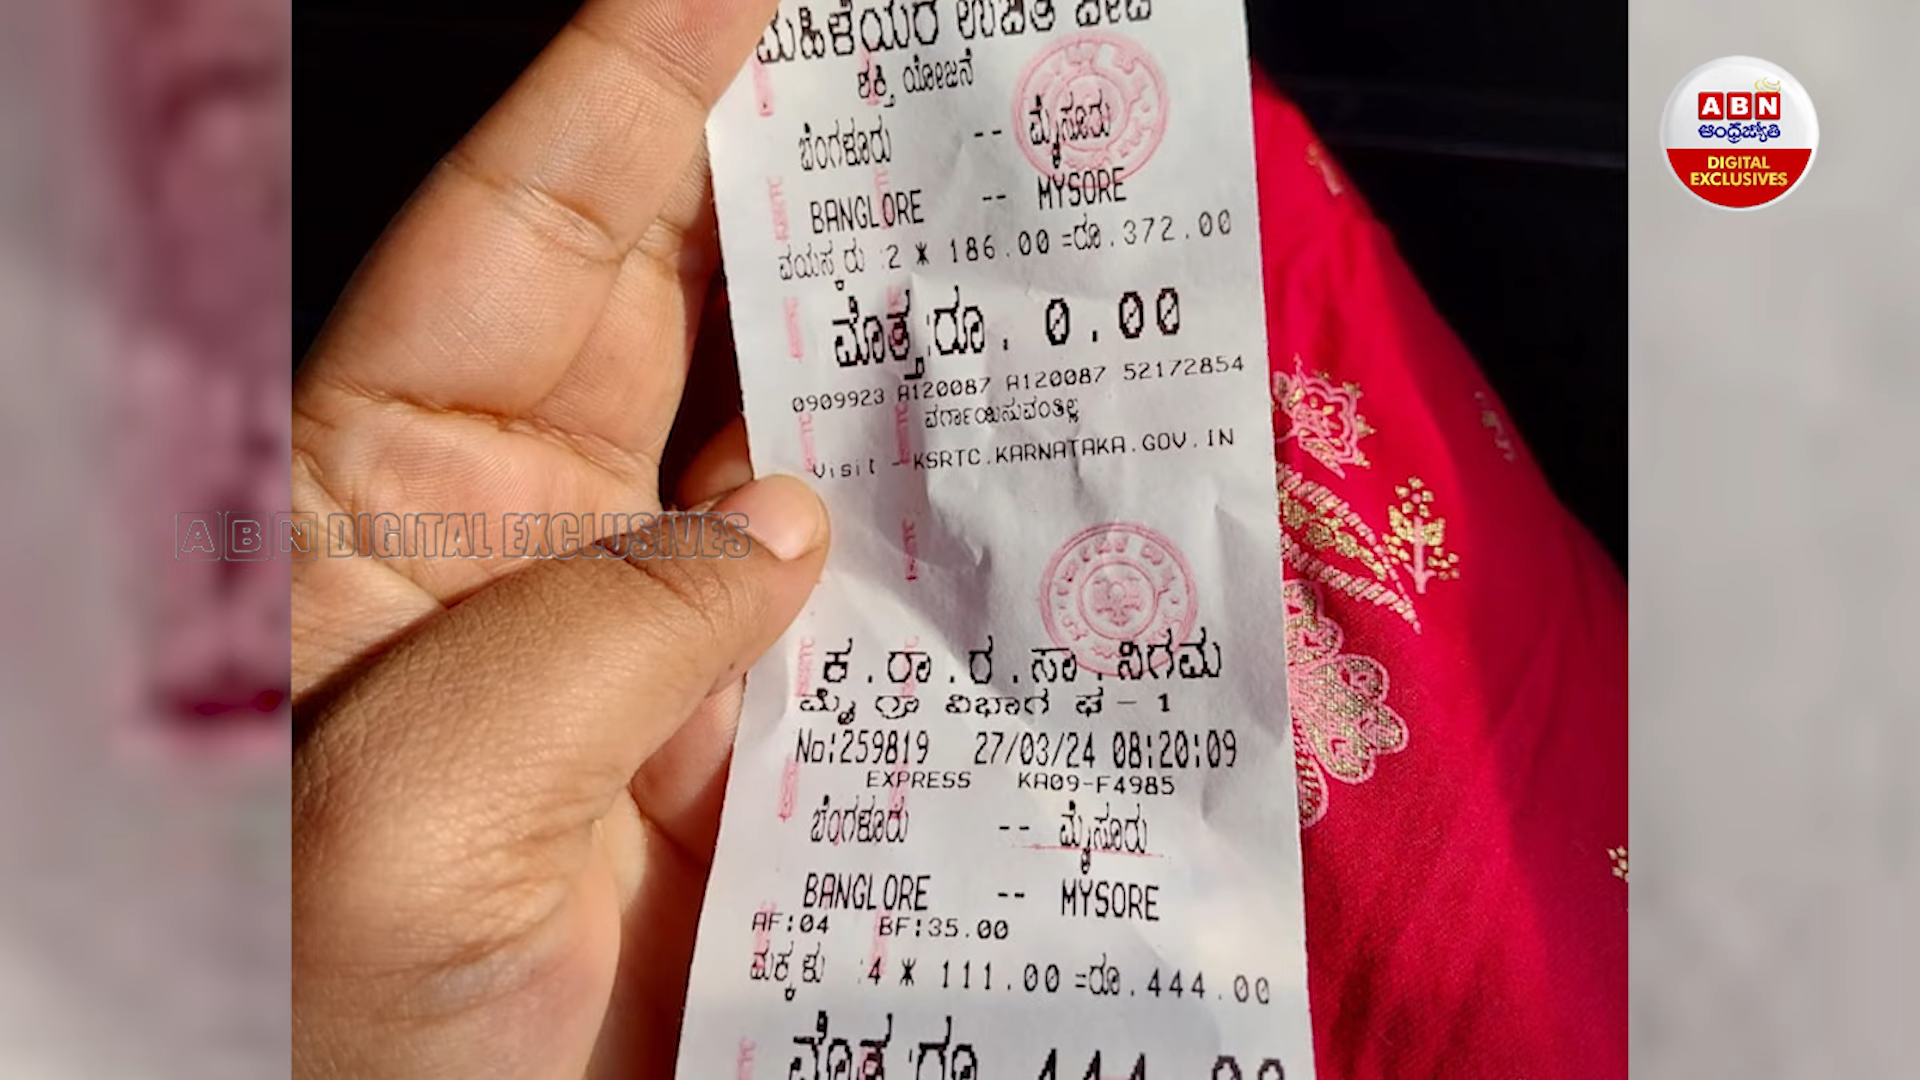 ಮಹಿಳೆಯರ ಉಚಿತ ಚೀಟಿ
ಶಕ್ತಿ ಯೋಜನೆ
ಬೆಂಗಳೂರು -- ಮೈಸೂರು
BANGLORE -- MYSORE
ವಯಸ್ಕರು :2 * 186.00 =ರೂ.372.00
ಮೊತ್ತ:ರೂ. 0.00
0909923 A120087 A120087 52172854
ವರ್ಗಾಯಿಸುವಂತಿಲ್ಲ
Visit - KSRTC.KARNATAKA.GOV.IN
ಕ.ರಾ.ರ.ಸಾ.ನಿಗಮ
ಮೈ ಗ್ರಾ ವಿಭಾಗ ಘ - 1
No:259819 27/03/24 08:20:09
EXPRESS KA09-F4985
ಬೆಂಗಳೂರು -- ಮೈಸೂರು
BANGLORE -- MYSORE
AF:04 BF:35.00
ಮಕ್ಕಳು :4 * 111.00 =ರೂ.444.00
ಮೊತ್ತ:ರೂ. 444.00
ABN
ఆంధ్రజ్యోతి
DIGITAL
EXCLUSIVES
ABN DIGITAL EXCLUSIVES